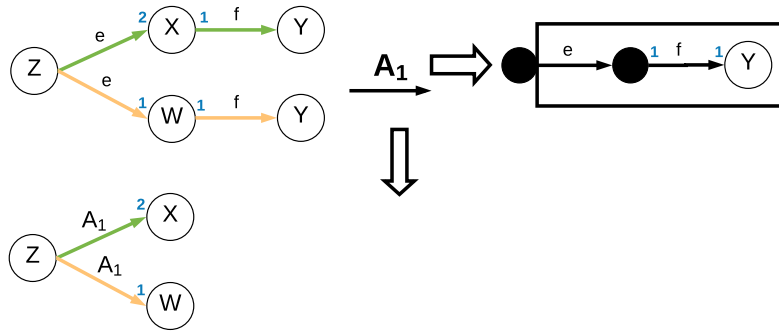 e 2 X 1 f Y
Z
e 1 W 1 f Y
A₁
e 1 f 1 Y
A₁ 2 X
Z
A₁ 1 W